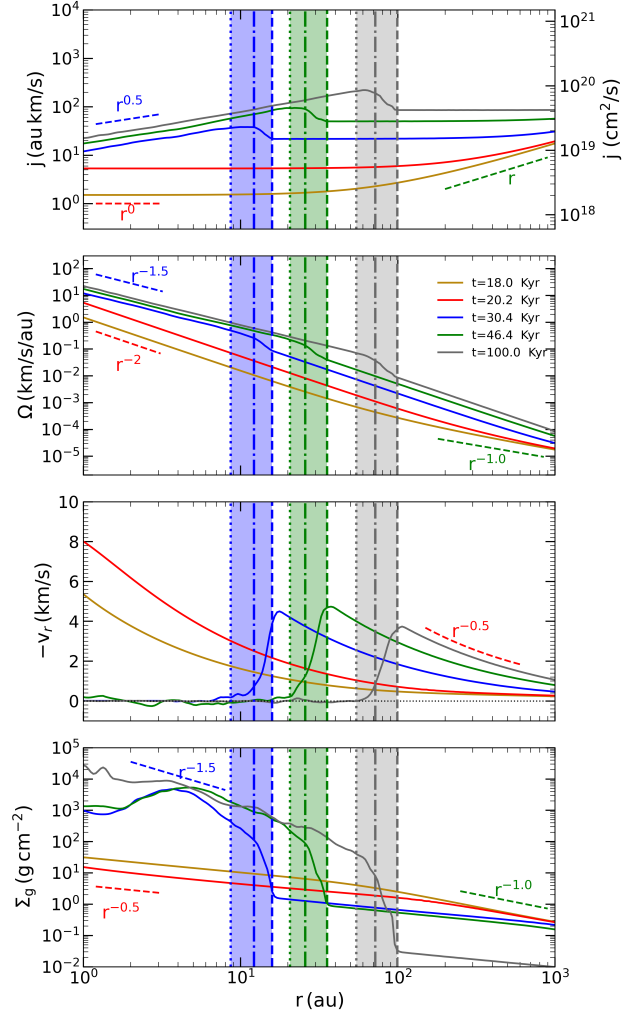 10^4
10^3
10^2
10^1
10^0
j (au km/s)
r^0.5
r^0
r
10^21
10^20
10^19
10^18
j (cm^2/s)
10^2
10^1
10^0
10^−1
10^−2
10^−3
10^−4
10^−5
Ω (km/s/au)
r^−1.5
r^−2
r^−1.0
t=18.0 Kyr
t=20.2 Kyr
t=30.4 Kyr
t=46.4 Kyr
t=100.0 Kyr
10
8
6
4
2
0
−v_r (km/s)
r^−0.5
10^5
10^4
10^3
10^2
10^1
10^0
10^−1
10^−2
Σ_g (g cm^−2)
r^−1.5
r^−0.5
r^−1.0
10^0
10^1
10^2
10^3
r (au)